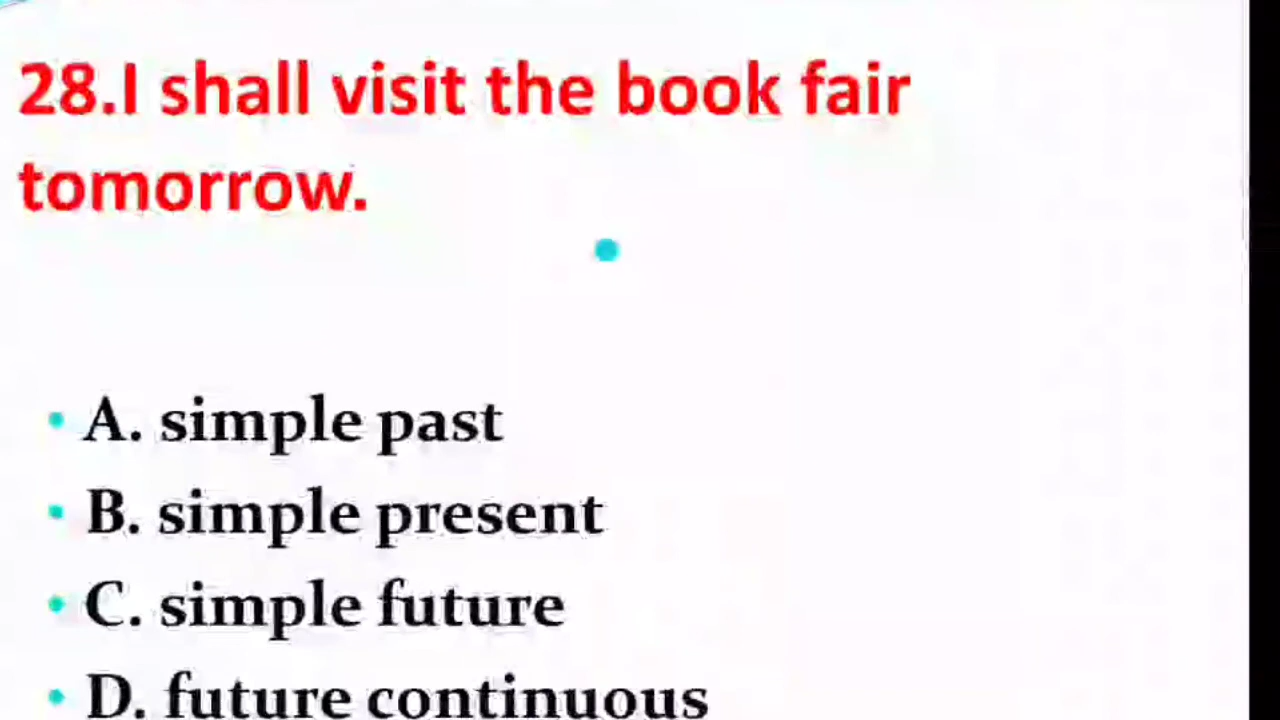 28.I shall visit the book fair
tomorrow.
• A. simple past
• B. simple present
• C. simple future
• D. future continuous